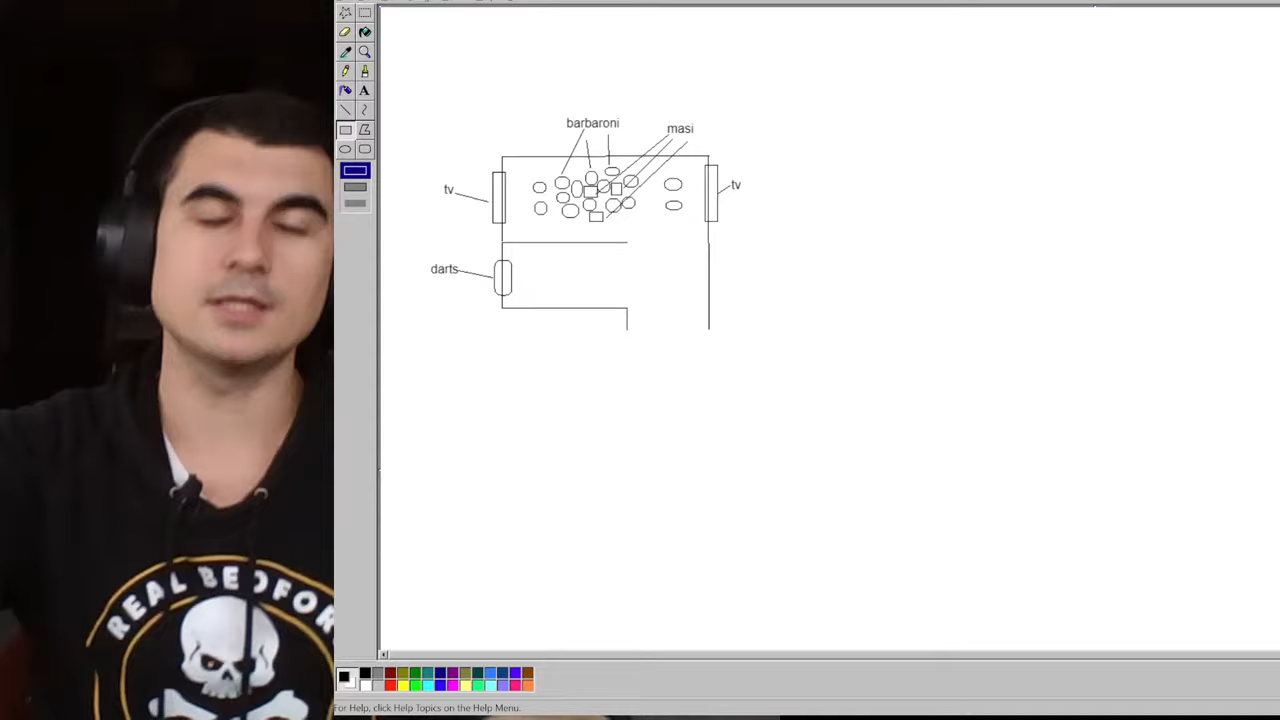 barbaroni
masi
tv
tv
darts
A
REAL BEDFOR
For Help, click Help Topics on the Help Menu.